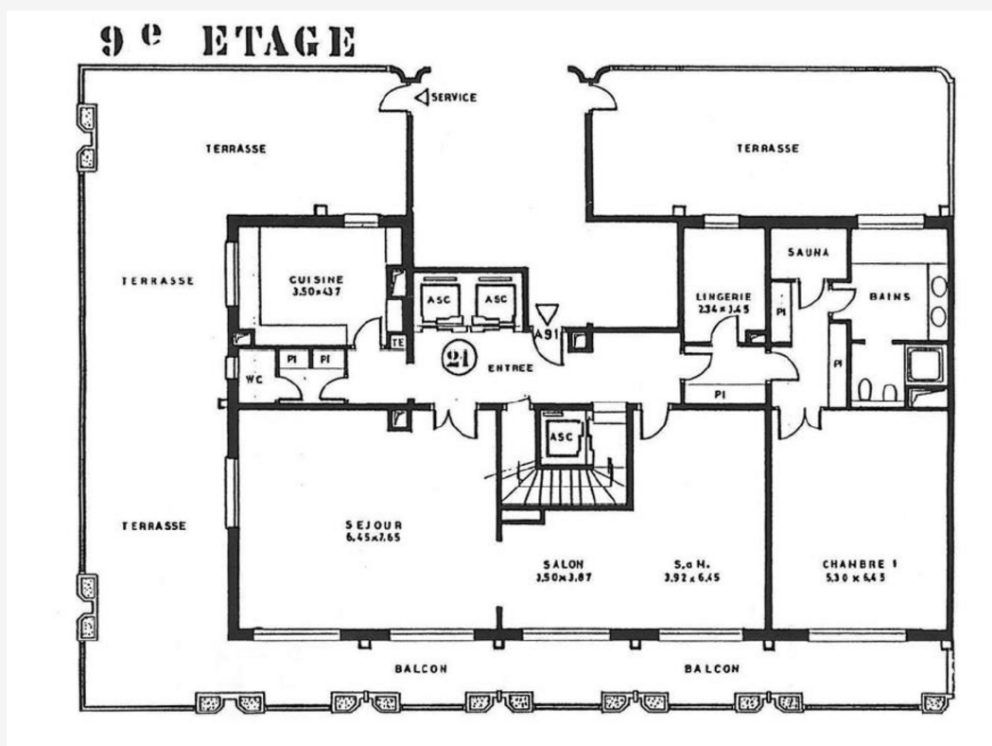 9e ETAGE
SERVICE
TERRASSE
TERRASSE
SAUNA
TERRASSE
CUISINE
3.50x4.37
ASC
ASC
LINGERIE
2.34x3.45
PI
BAINS
A91
TE
21
ENTREE
WC
PI
PI
PI
PI
ASC
TERRASSE
SEJOUR
6.45x7.65
SALON
3.50x3.87
S.a M.
3.92x6.45
CHAMBRE 1
5.30x6.45
BALCON
BALCON